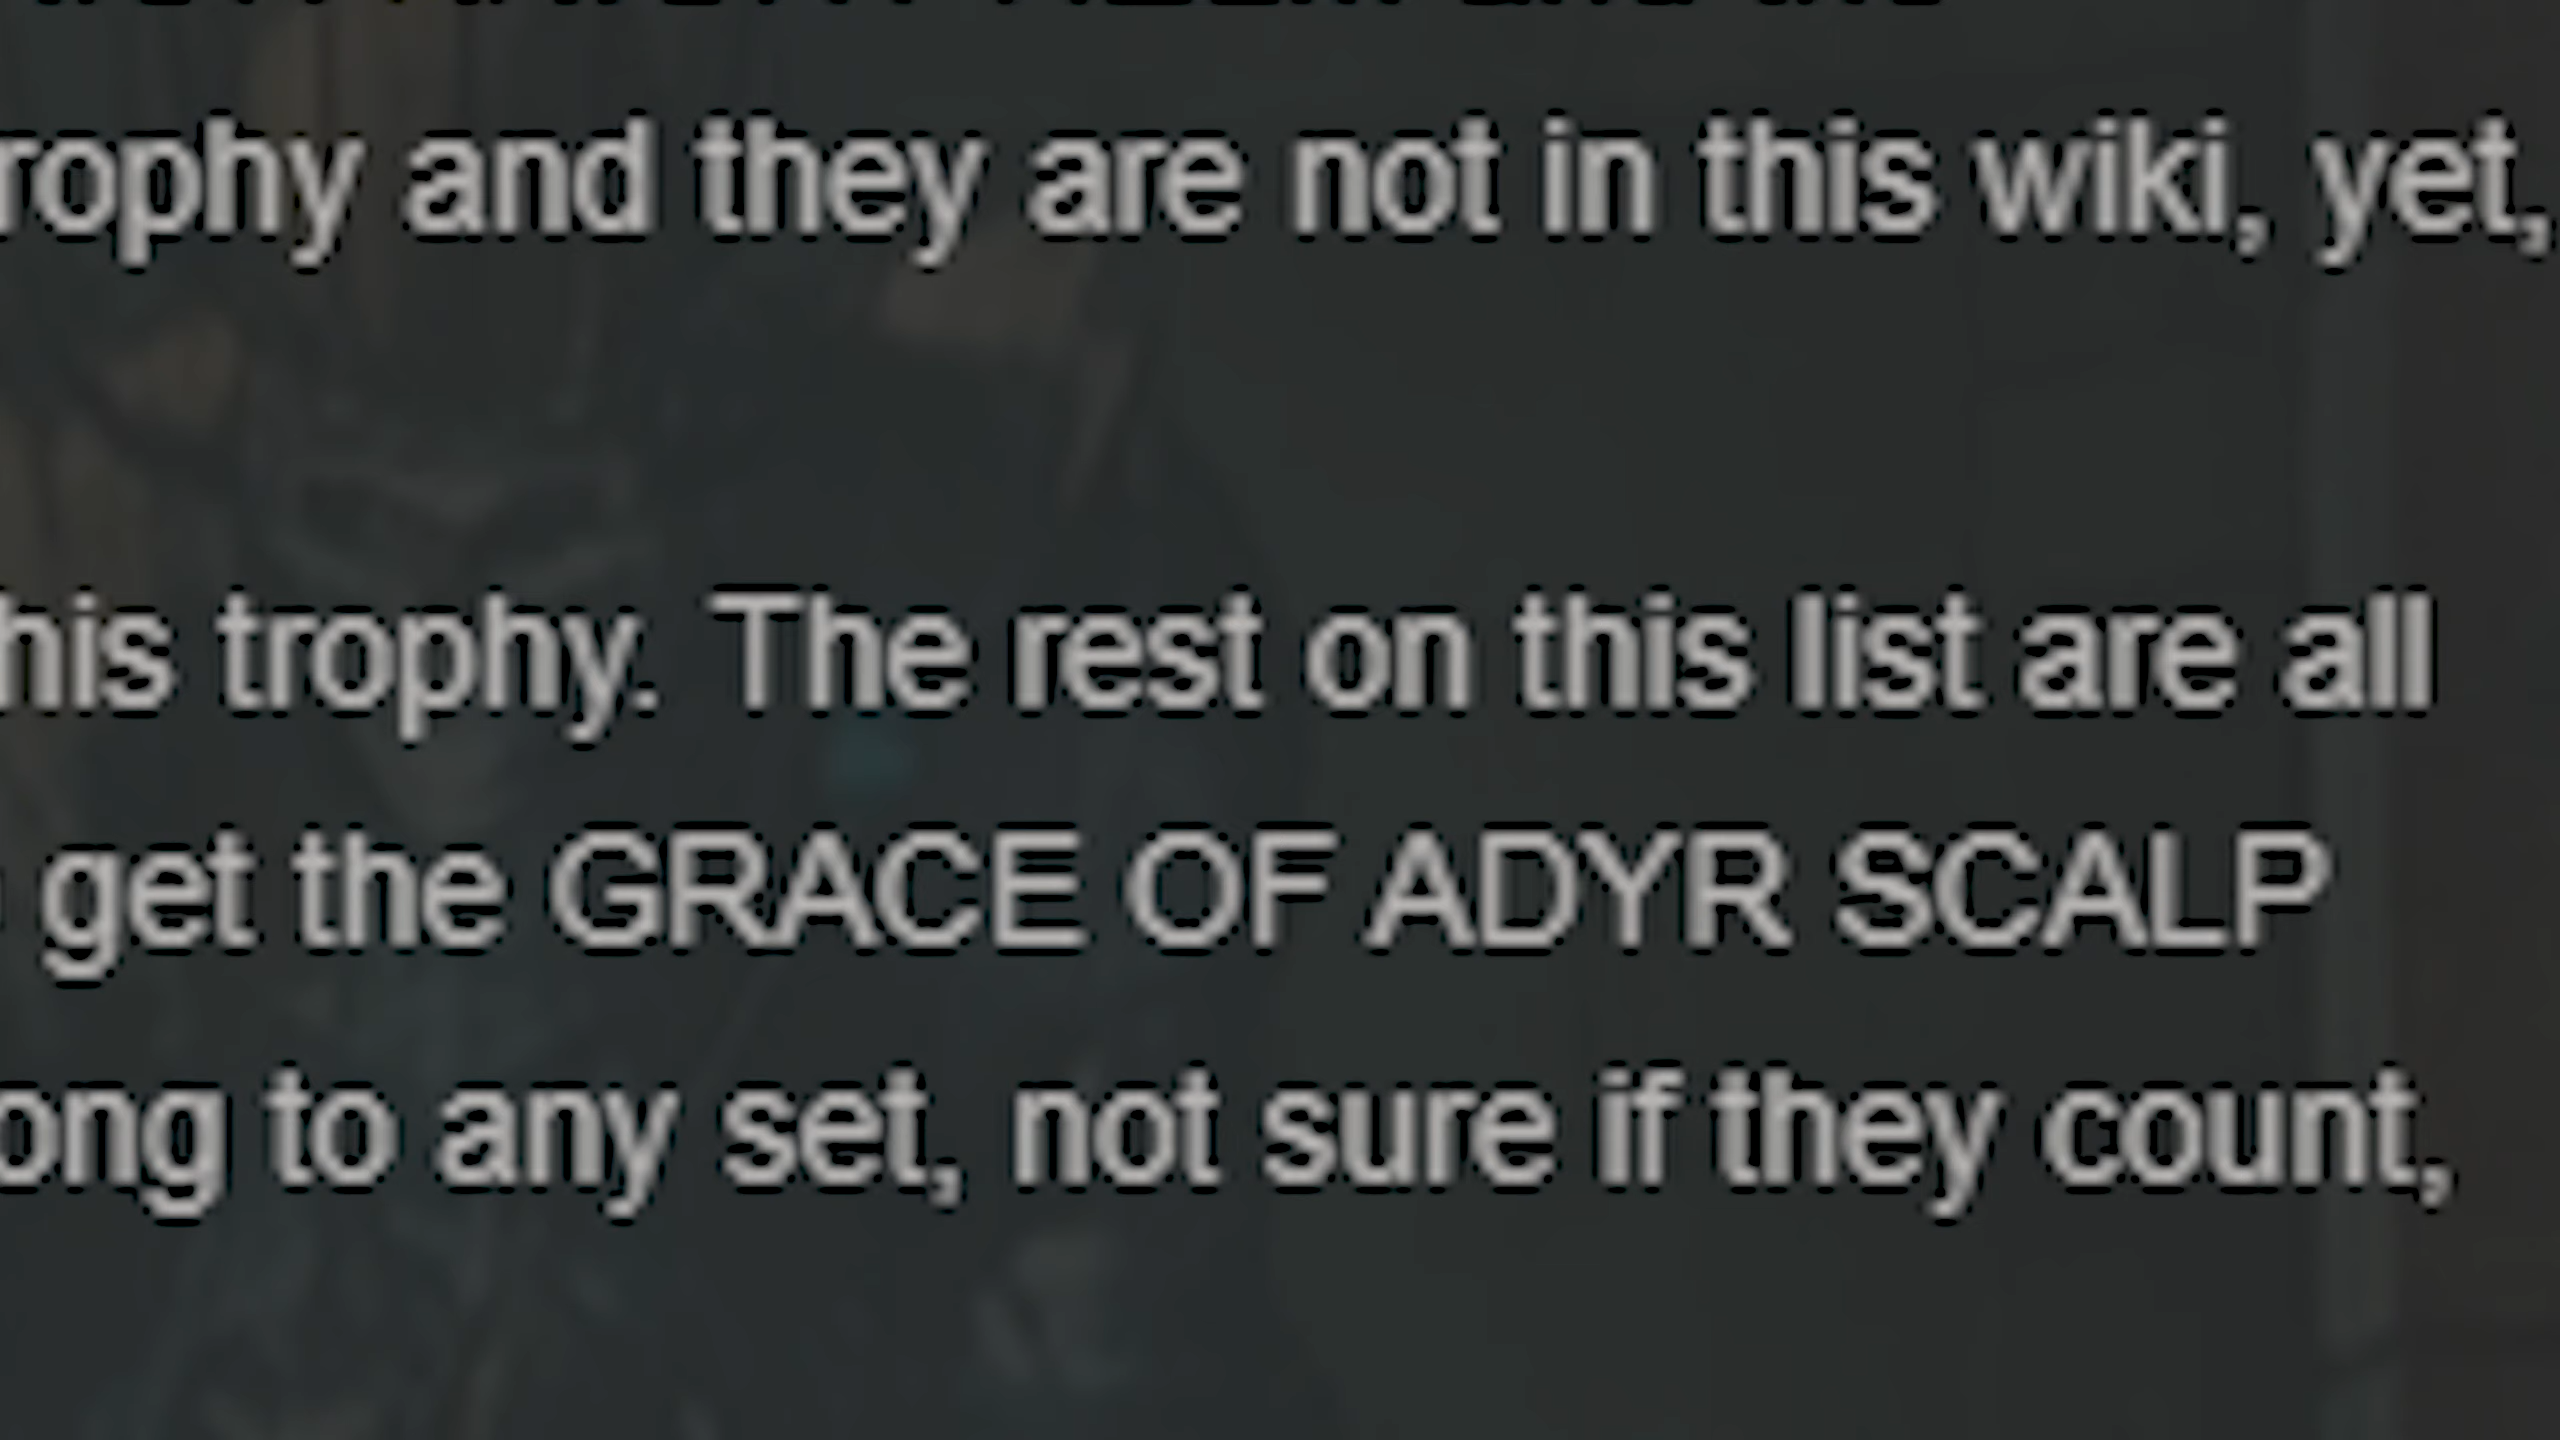 rophy and they are not in this wiki, yet,
his trophy. The rest on this list are all
get the GRACE OF ADYR SCALP
ong to any set, not sure if they count,